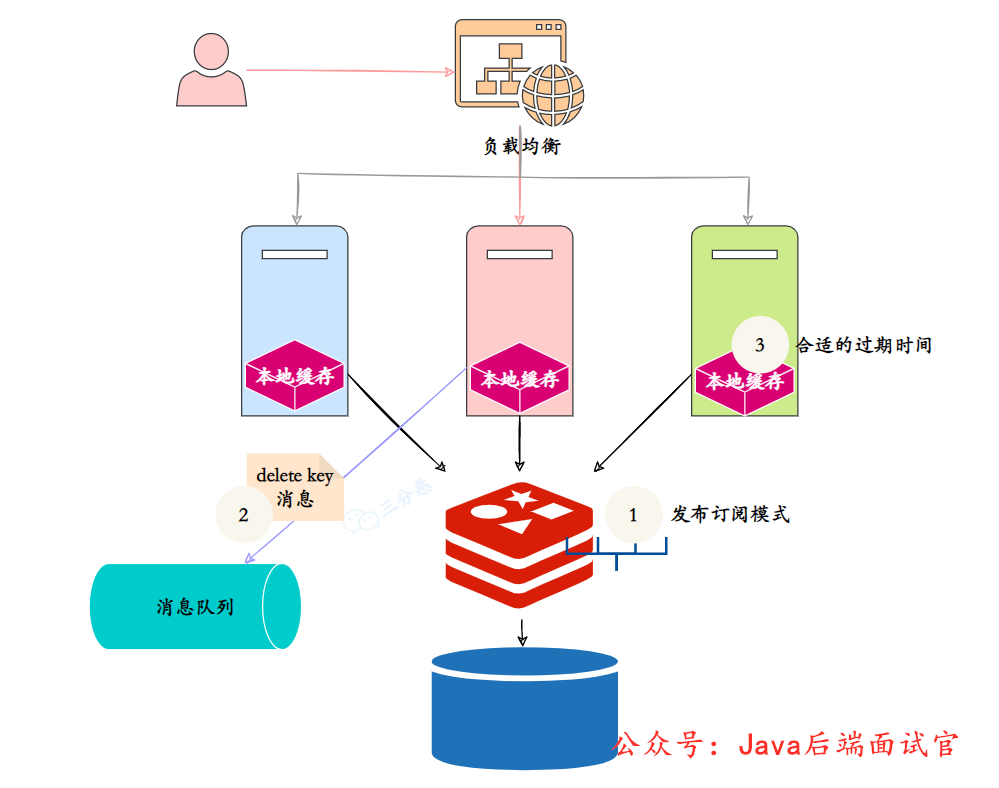 负载均衡
3
合适的过期时间
本地缓存
本地缓存
本地缓存
delete key
消息
2
三分恶
1
发布订阅模式
消息队列
公众号：Java后端面试官